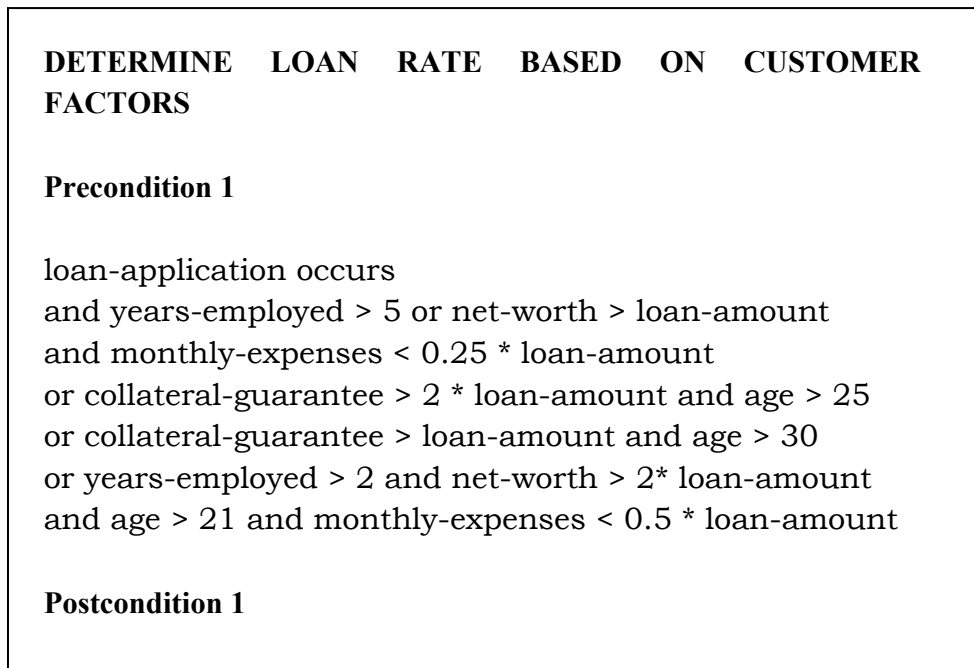 DETERMINE LOAN RATE BASED ON CUSTOMER
FACTORS
Precondition 1
loan-application occurs
and years-employed > 5 or net-worth > loan-amount
and monthly-expenses < 0.25 * loan-amount
or collateral-guarantee > 2 * loan-amount and age > 25
or collateral-guarantee > loan-amount and age > 30
or years-employed > 2 and net-worth > 2* loan-amount
and age > 21 and monthly-expenses < 0.5 * loan-amount
Postcondition 1